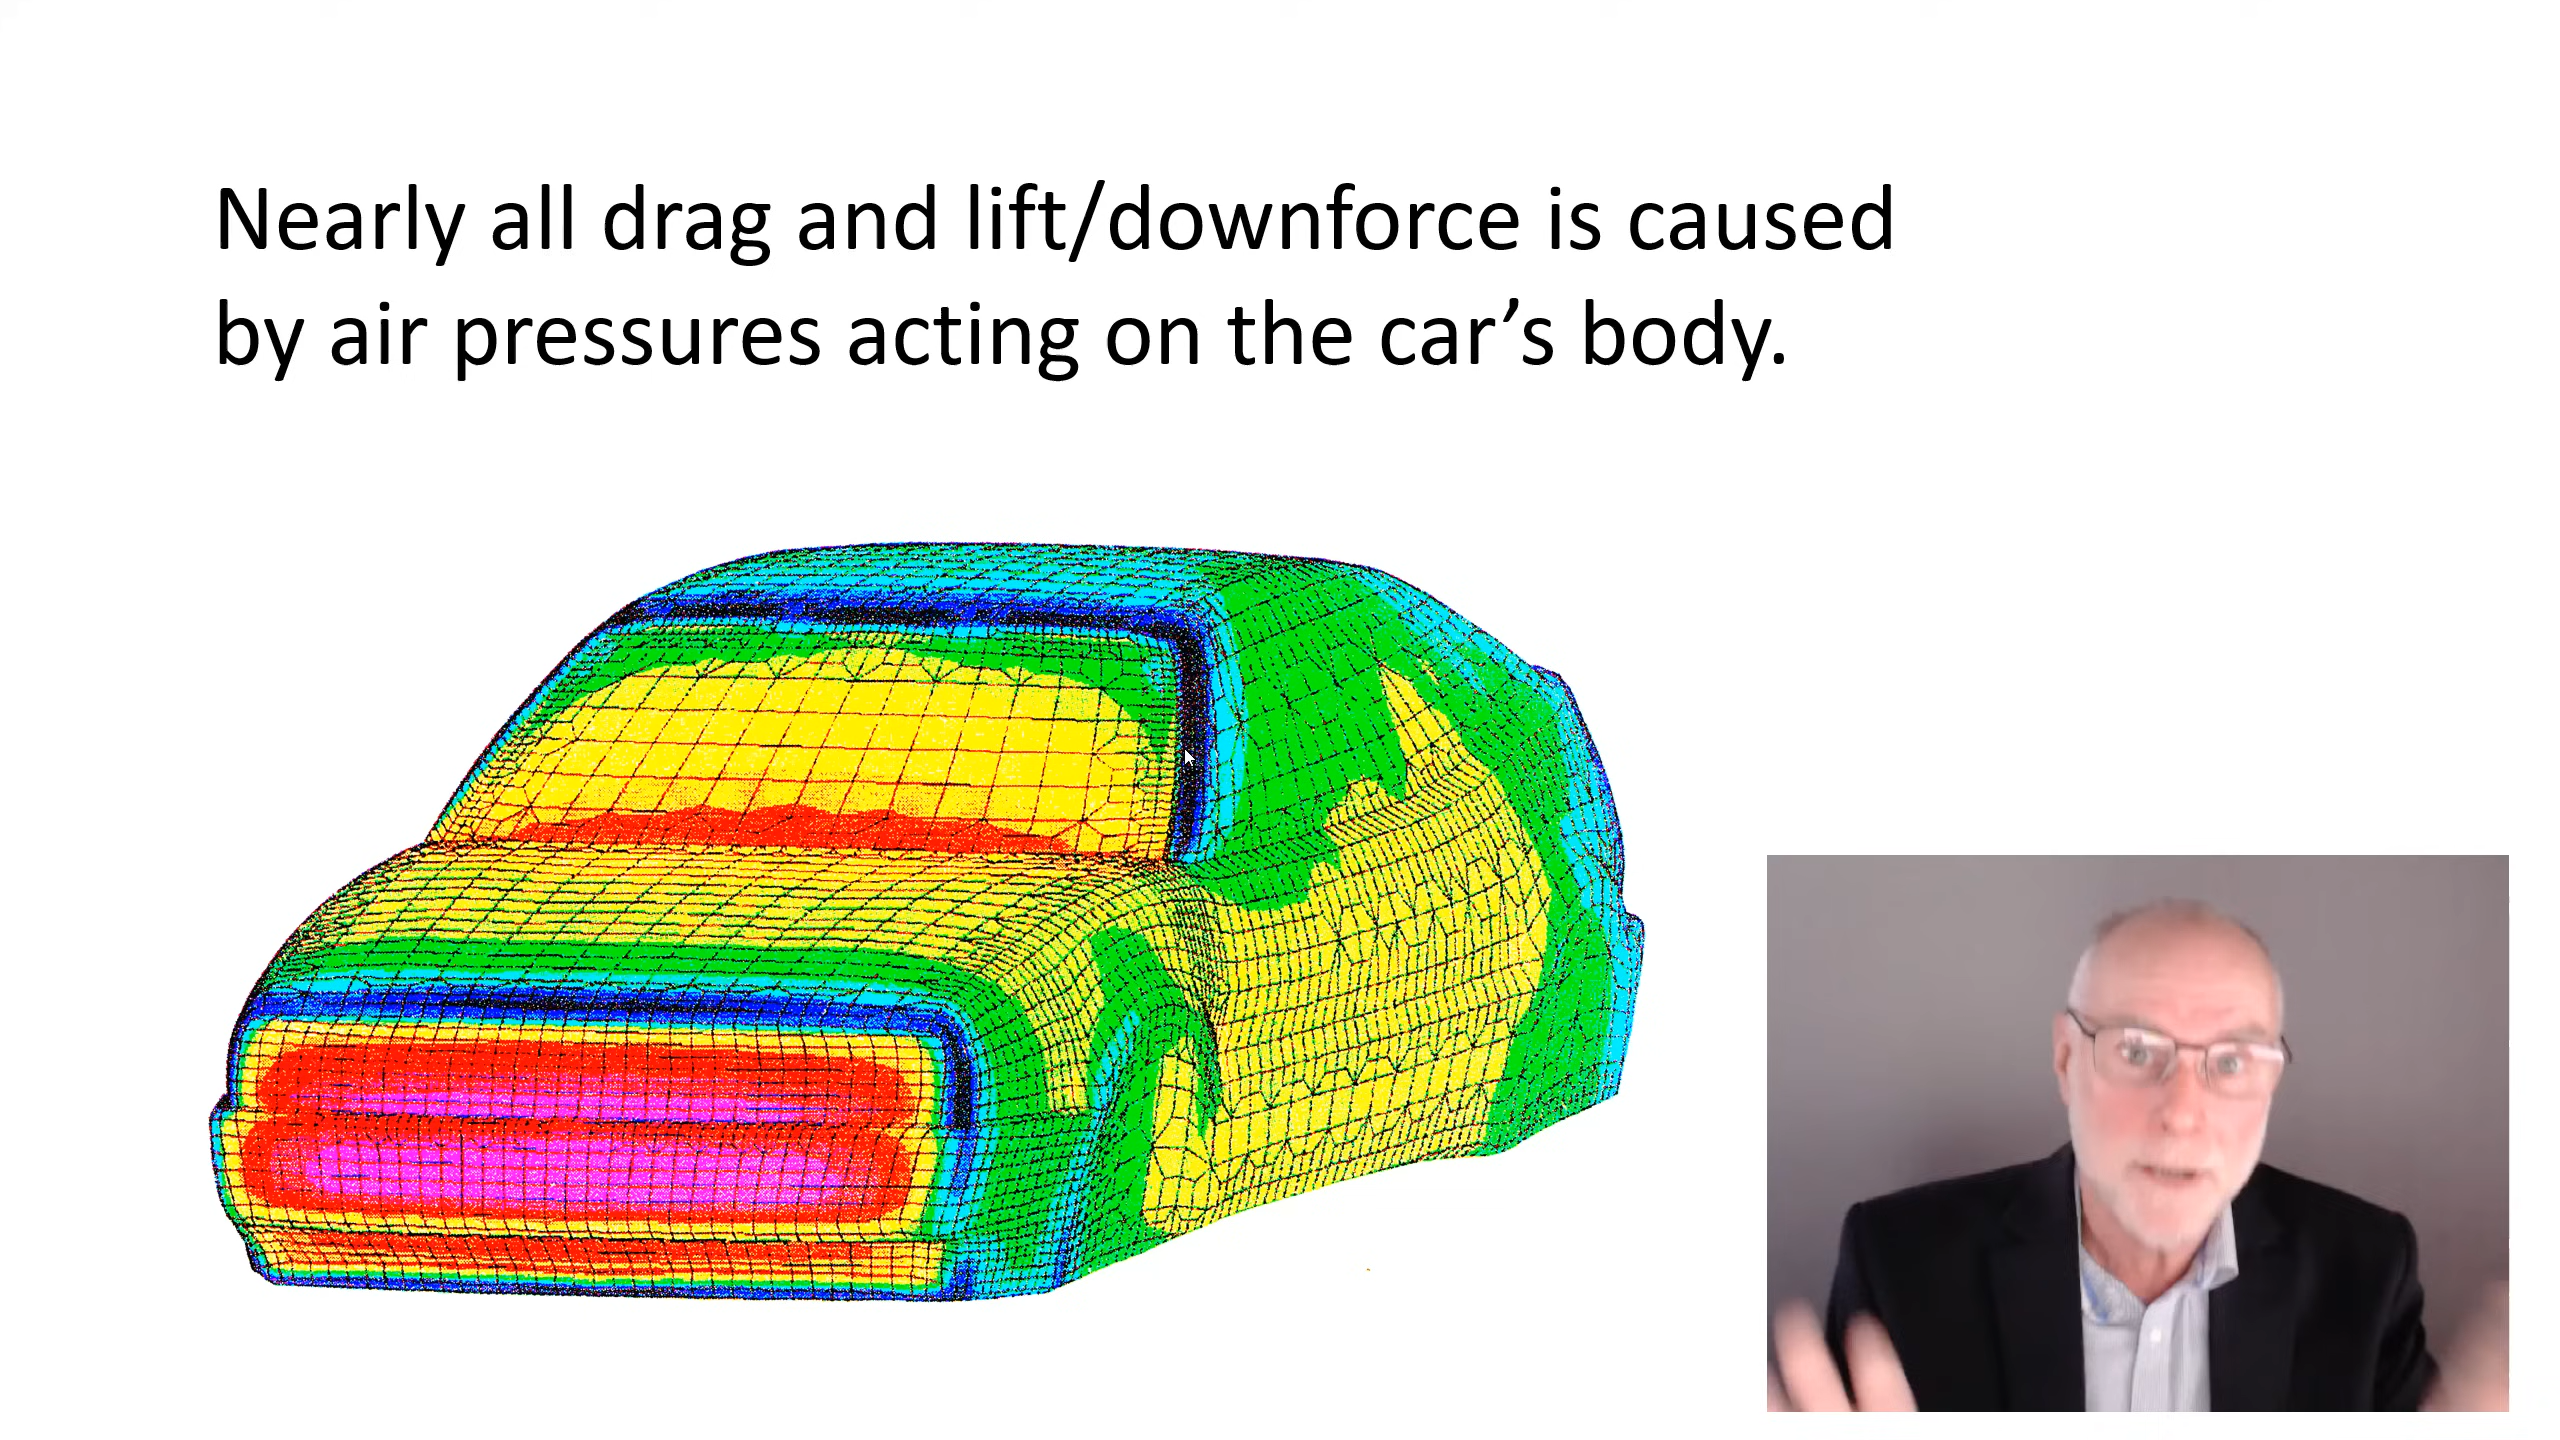 Nearly all drag and lift/downforce is caused
by air pressures acting on the car’s body.